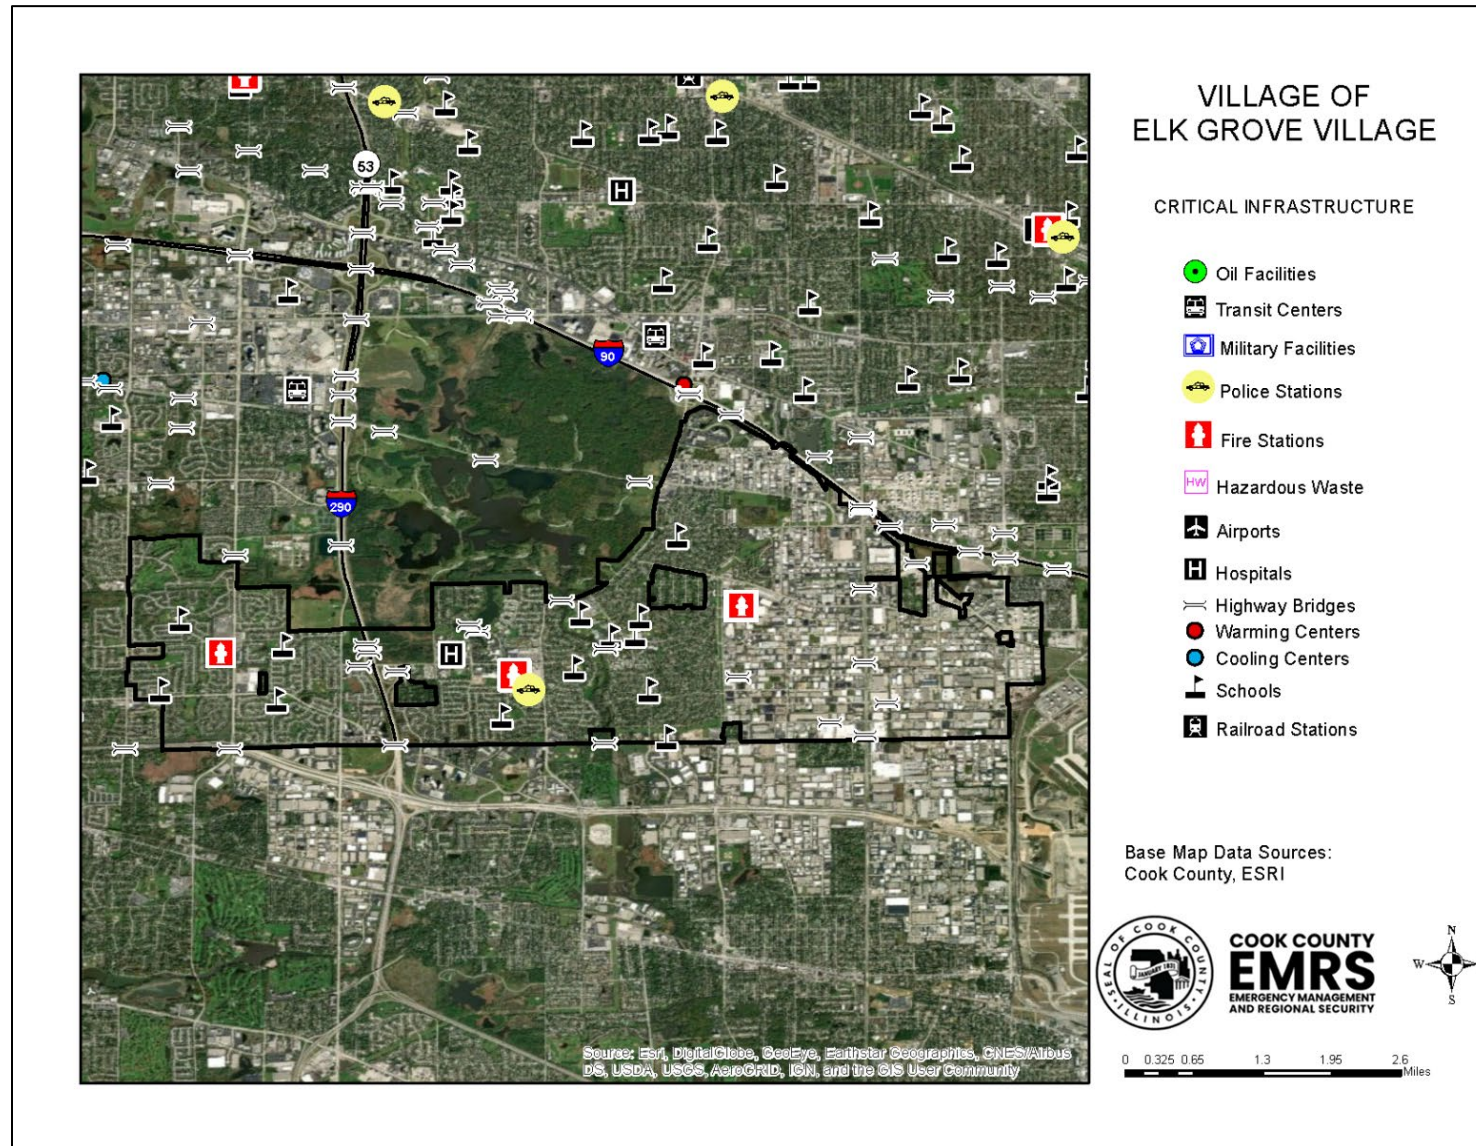 VILLAGE OF
ELK GROVE VILLAGE
CRITICAL INFRASTRUCTURE
Oil Facilities
Transit Centers
Military Facilities
Police Stations
Fire Stations
HW Hazardous Waste
Airports
H Hospitals
Highway Bridges
Warming Centers
Cooling Centers
Schools
Railroad Stations
53
H
90
290
H
Source: Esri, DigitalGlobe, GeoEye, Earthstar Geographics, CNES/Airbus
DS, USDA, USGS, AeroGRID, IGN, and the GIS User Community
Base Map Data Sources:
Cook County, ESRI
SEAL OF COOK COUNTY
ILLINOIS
JANUARY 1831
COOK COUNTY
EMRS
EMERGENCY MANAGEMENT
AND REGIONAL SECURITY
N
W
S
0 0.325 0.65 1.3 1.95 2.6
Miles